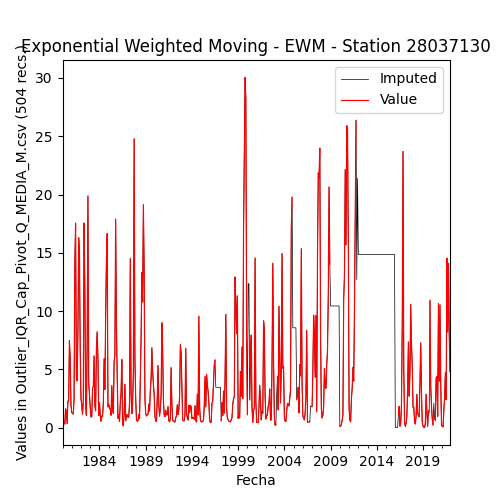 Exponential Weighted Moving - EWM - Station 28037130
Values in Outlier_IQR_Cap_Pivot_Q_MEDIA_M.csv (504 recs.)
30
25
20
15
10
5
0
Imputed
Value
1984 1989 1994 1999 2004 2009 2014 2019
Fecha